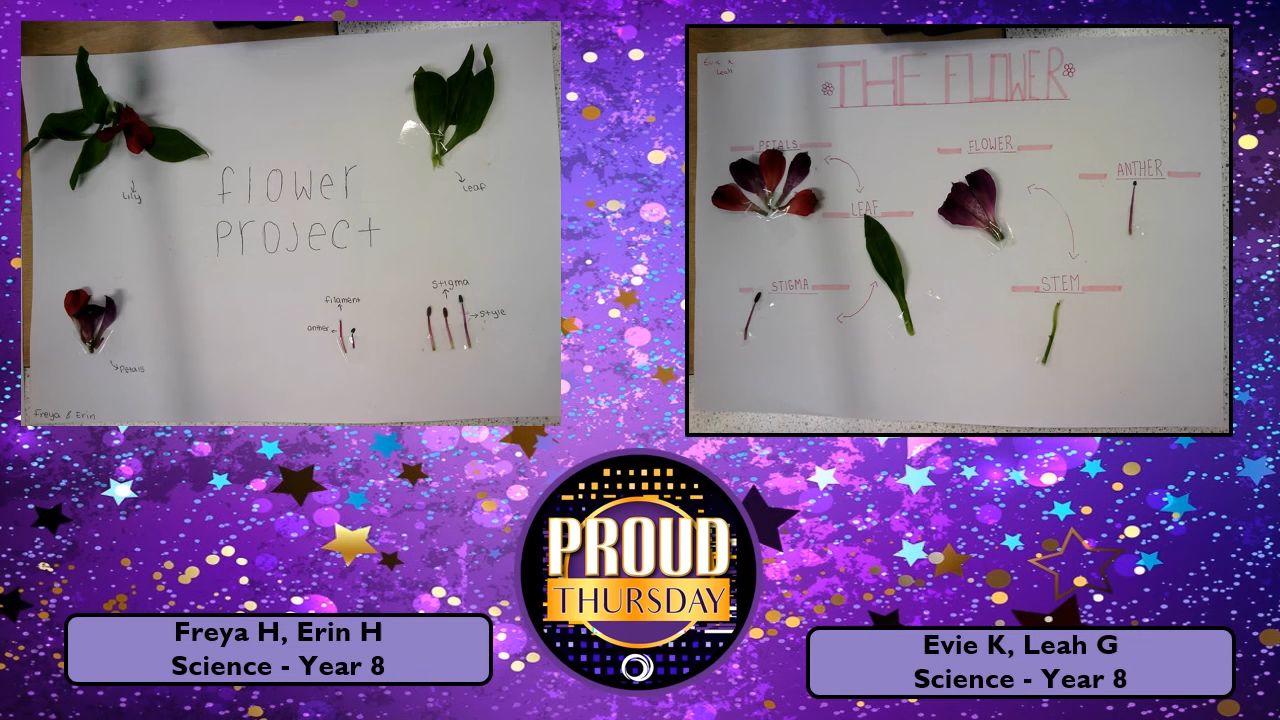 flower
project
Lily
Leaf
Petals
filament
anther
stigma
style
Freya & Erin
Evie &
Leah
THE FLOWER
PETALS
FLOWER
ANTHER
LEAF
STIGMA
STEM
PROUD
THURSDAY
Freya H, Erin H
Science - Year 8
Evie K, Leah G
Science - Year 8